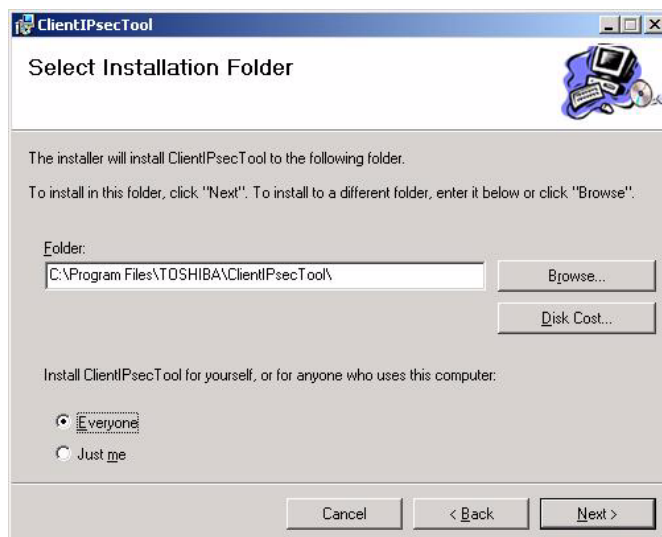 ClientIPsecTool
Select Installation Folder
The installer will install ClientIPsecTool to the following folder.
To install in this folder, click "Next". To install to a different folder, enter it below or click "Browse".
Folder:
C:\Program Files\TOSHIBA\ClientIPsecTool\
Browse...
Disk Cost...
Install ClientIPsecTool for yourself, or for anyone who uses this computer:
Everyone
Just me
Cancel
< Back
Next >